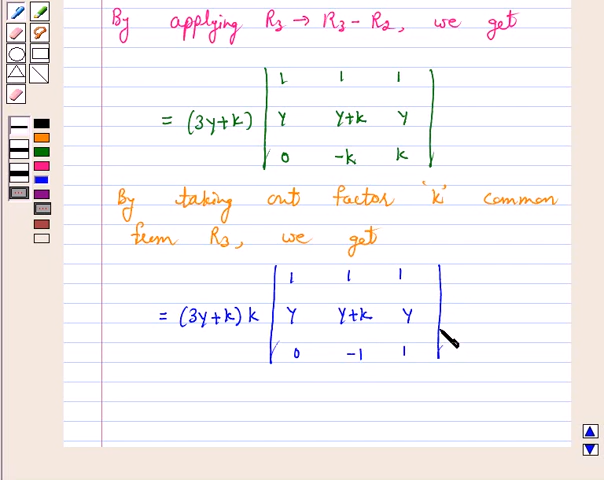 By applying R3 → R3 - R2, we get
1 1 1
= (3y+k) y y+k y
0 -k k
By taking out factor 'k' common
from R3, we get
1 1 1
= (3y+k) k y y+k y
0 -1 1